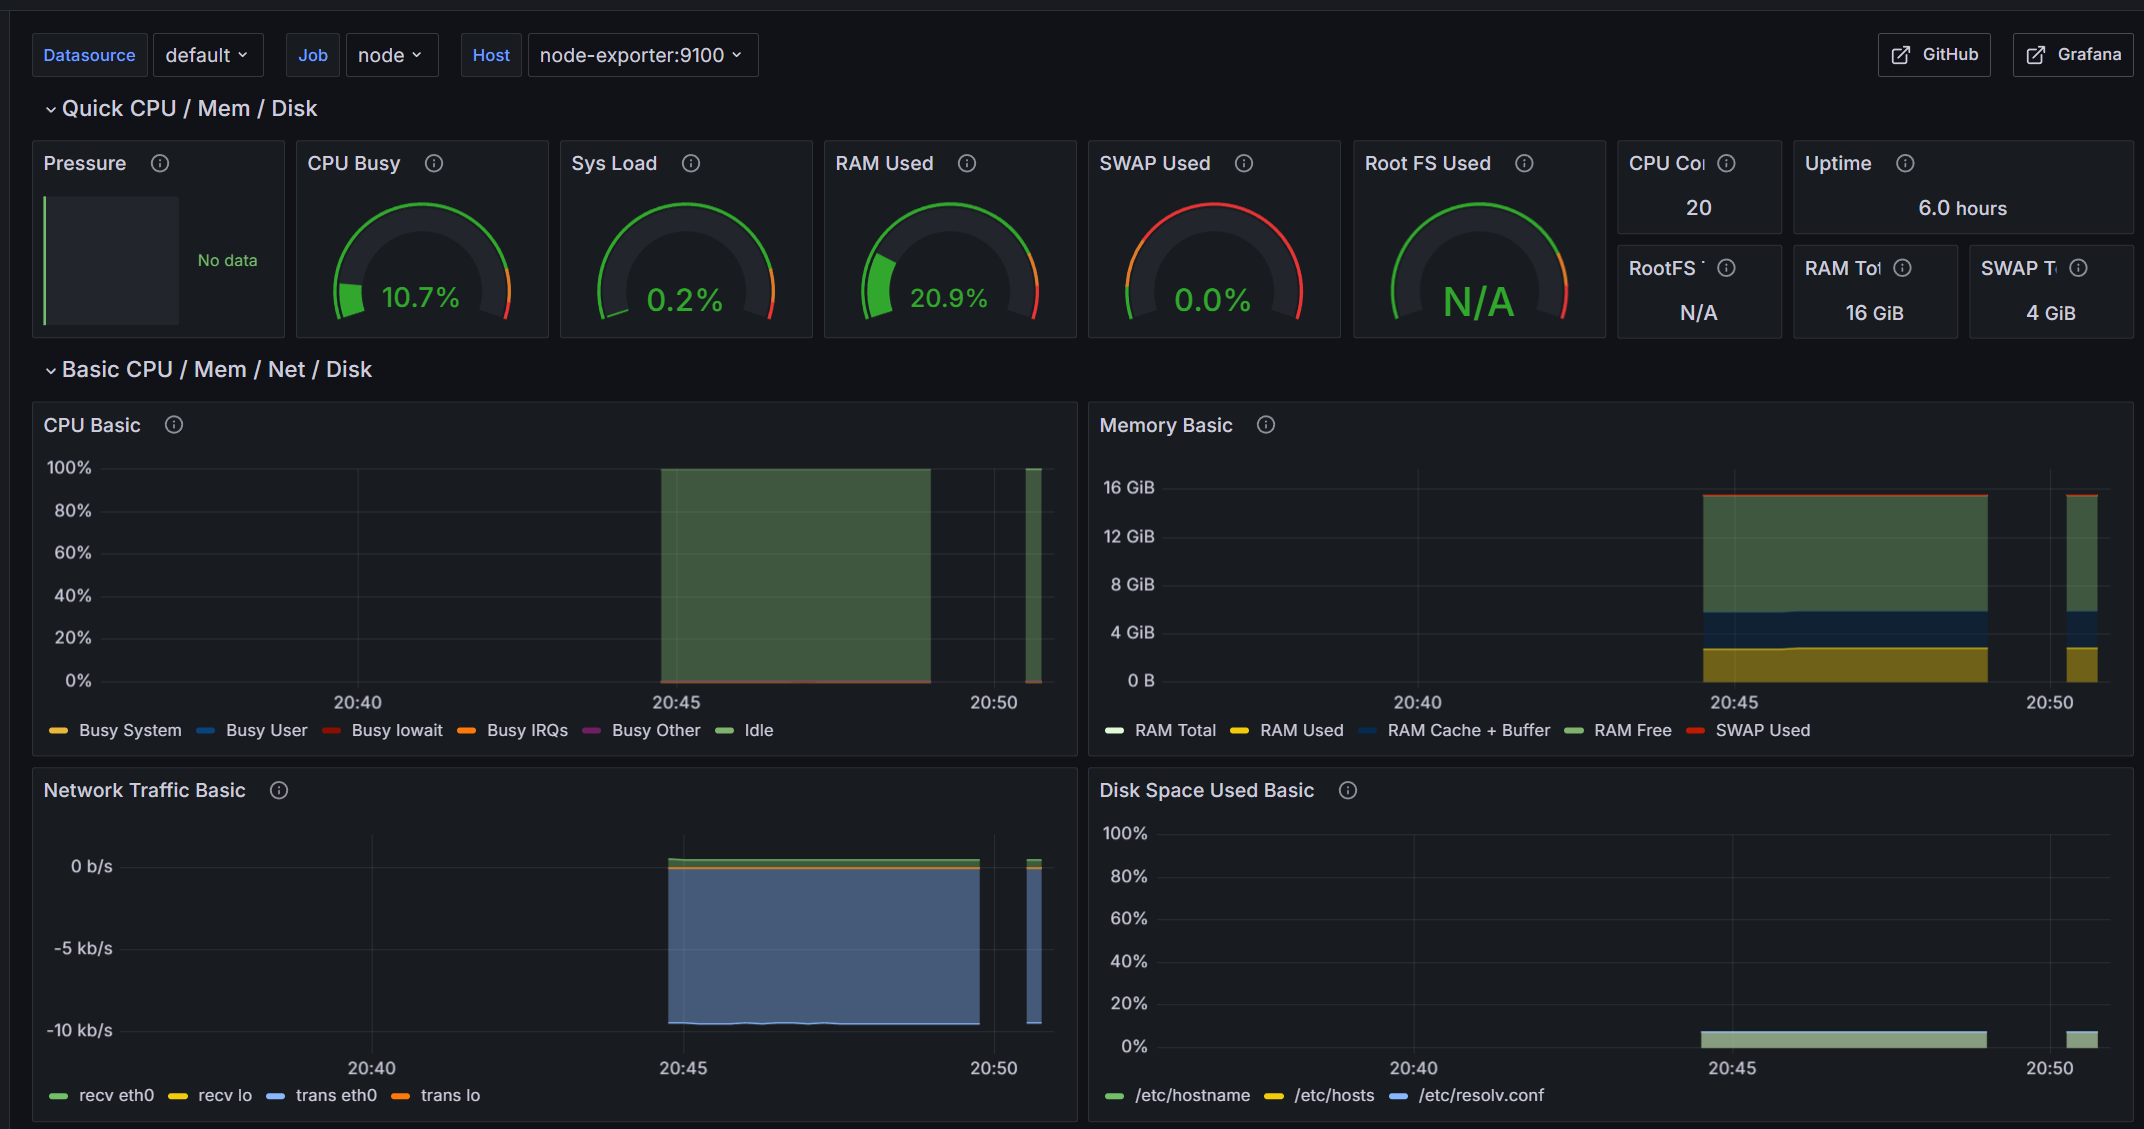 Datasource default Job node Host node-exporter:9100 GitHub Grafana
Quick CPU / Mem / Disk
Pressure CPU Busy Sys Load RAM Used SWAP Used Root FS Used CPU Co Uptime
20 6.0 hours
No data
RootFS RAM Tot SWAP T
10.7% 0.2% 20.9% 0.0% N/A
N/A 16 GiB 4 GiB
Basic CPU / Mem / Net / Disk
CPU Basic
100%
80%
60%
40%
20%
0%
20:40 20:45 20:50
Busy System Busy User Busy Iowait Busy IRQs Busy Other Idle
Memory Basic
16 GiB
12 GiB
8 GiB
4 GiB
0 B
20:40 20:45 20:50
RAM Total RAM Used RAM Cache + Buffer RAM Free SWAP Used
Network Traffic Basic
0 b/s
-5 kb/s
-10 kb/s
20:40 20:45 20:50
recv eth0 recv lo trans eth0 trans lo
Disk Space Used Basic
100%
80%
60%
40%
20%
0%
20:40 20:45 20:50
/etc/hostname /etc/hosts /etc/resolv.conf